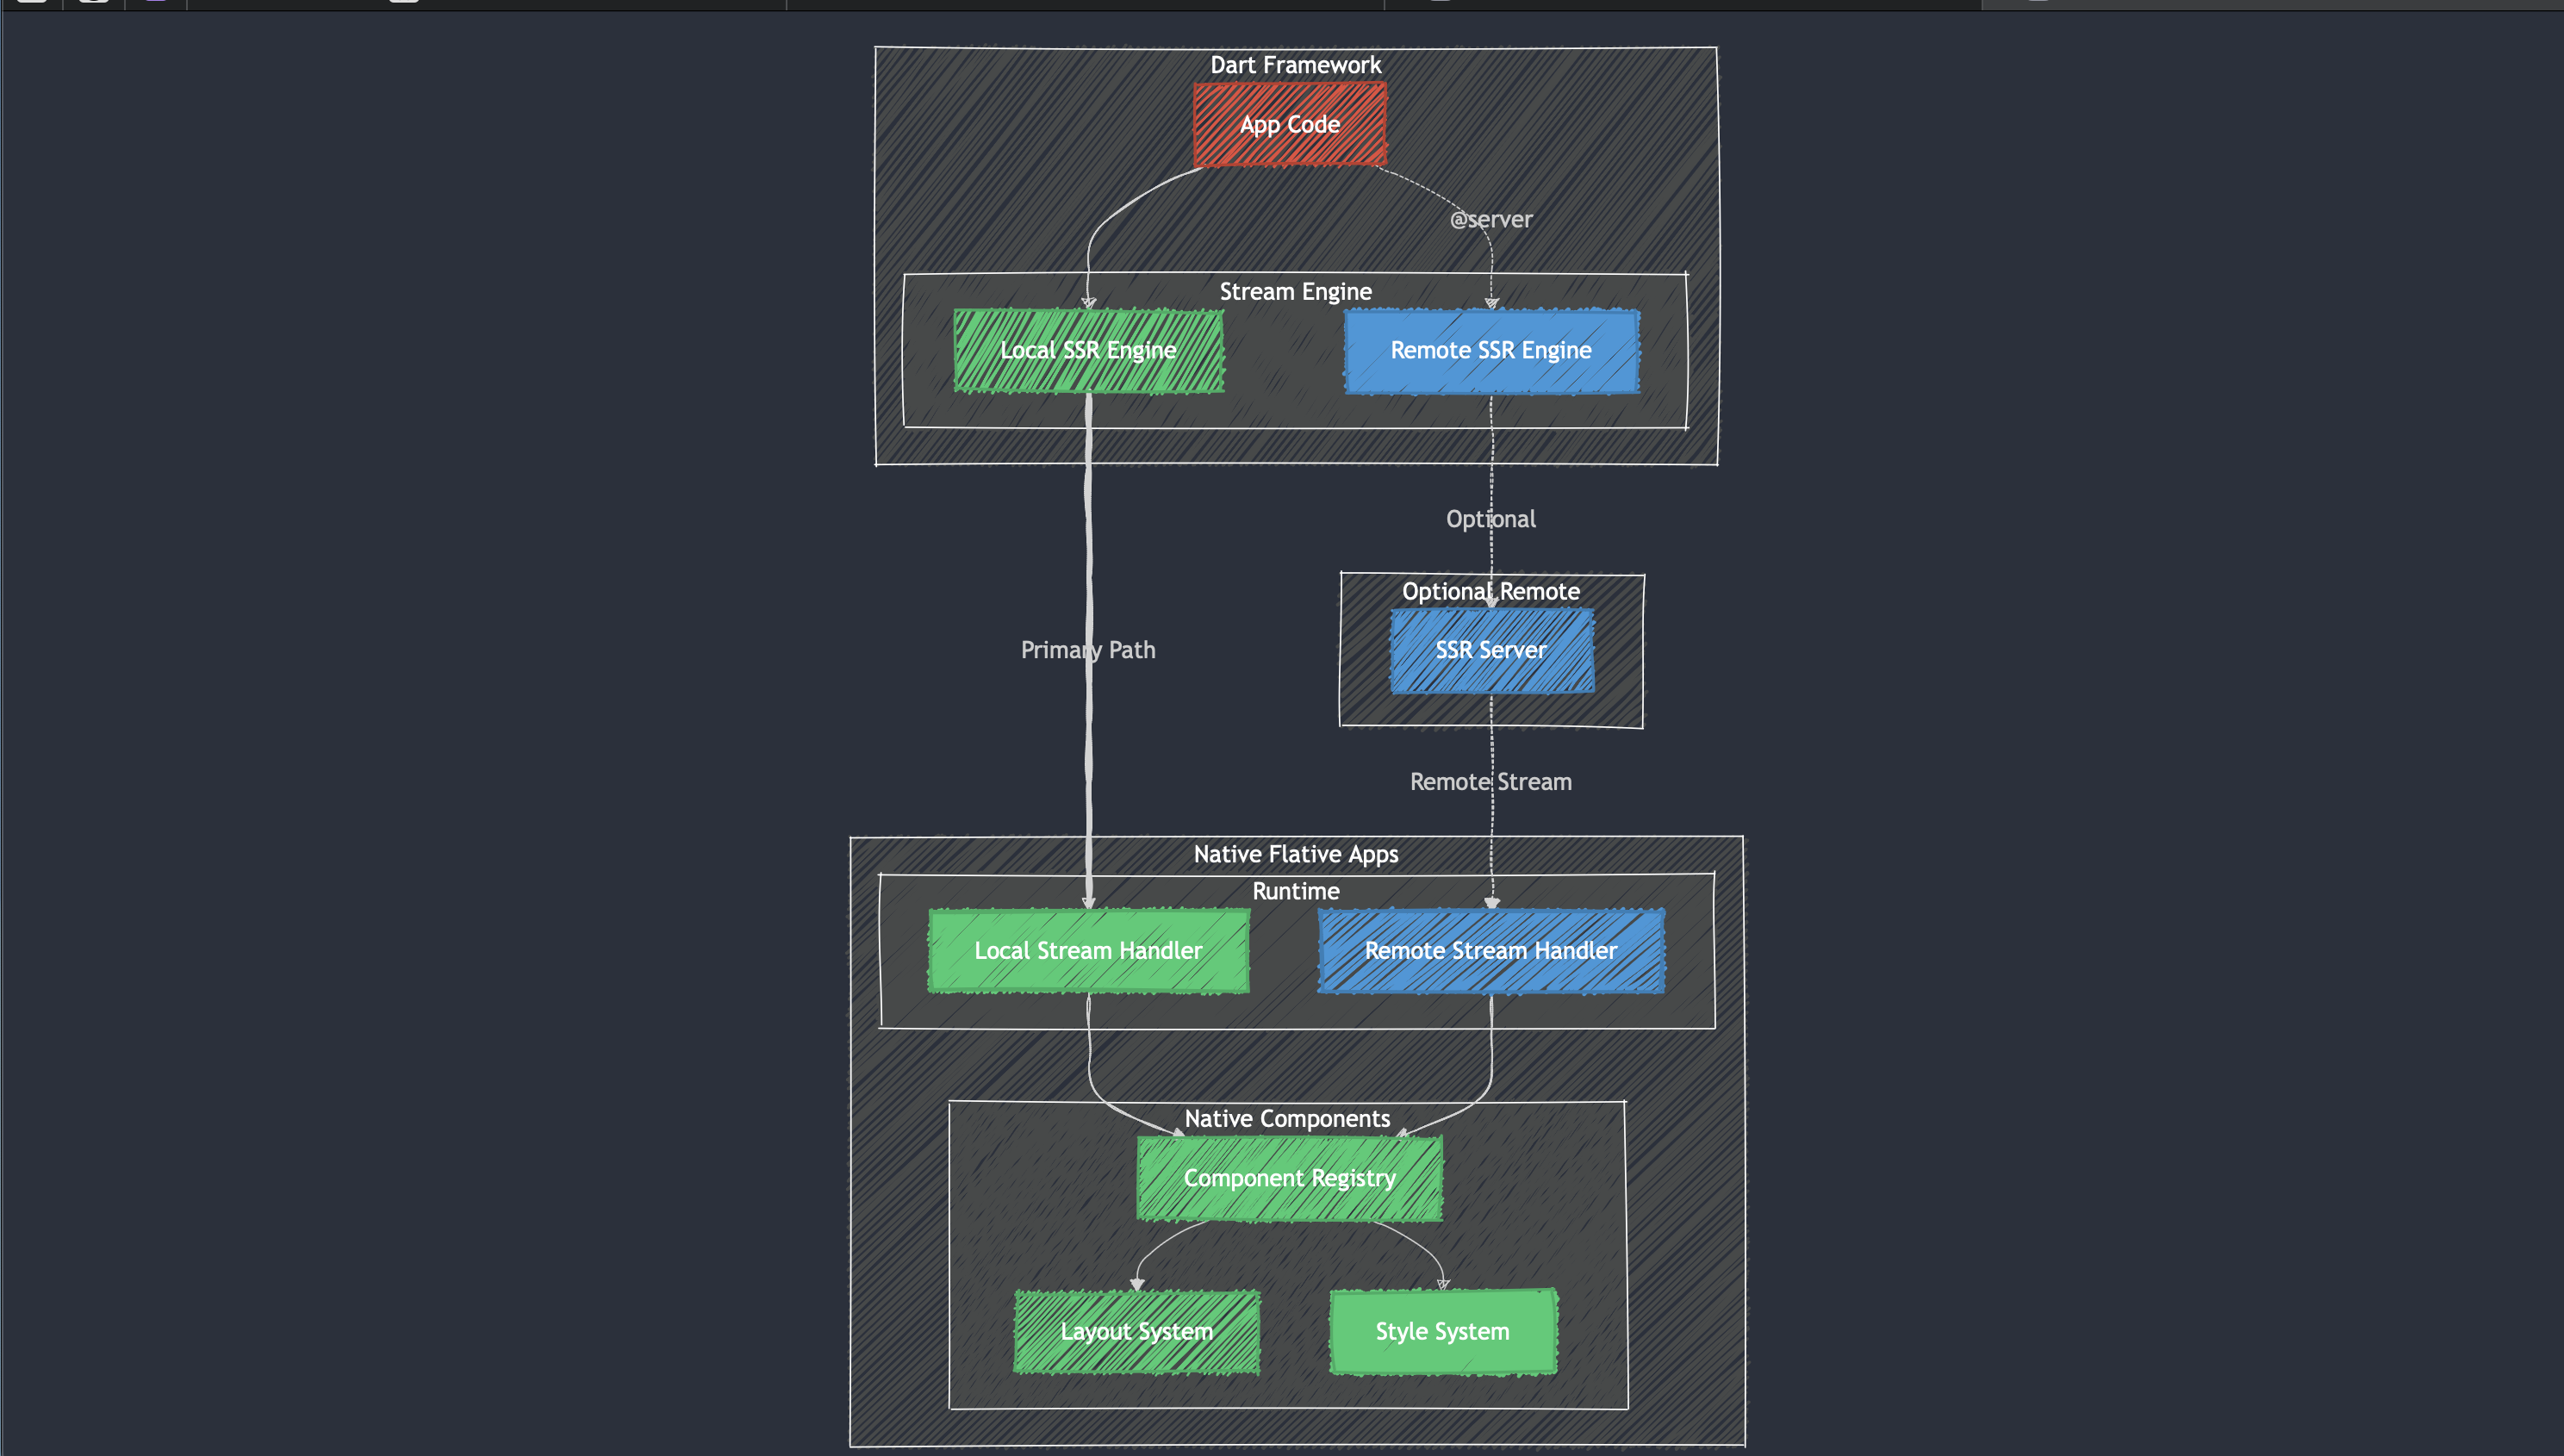 Dart Framework
App Code
@server
Stream Engine
Local SSR Engine
Remote SSR Engine
Optional
Optional Remote
SSR Server
Primary Path
Remote Stream
Native Flative Apps
Runtime
Local Stream Handler
Remote Stream Handler
Native Components
Component Registry
Layout System
Style System